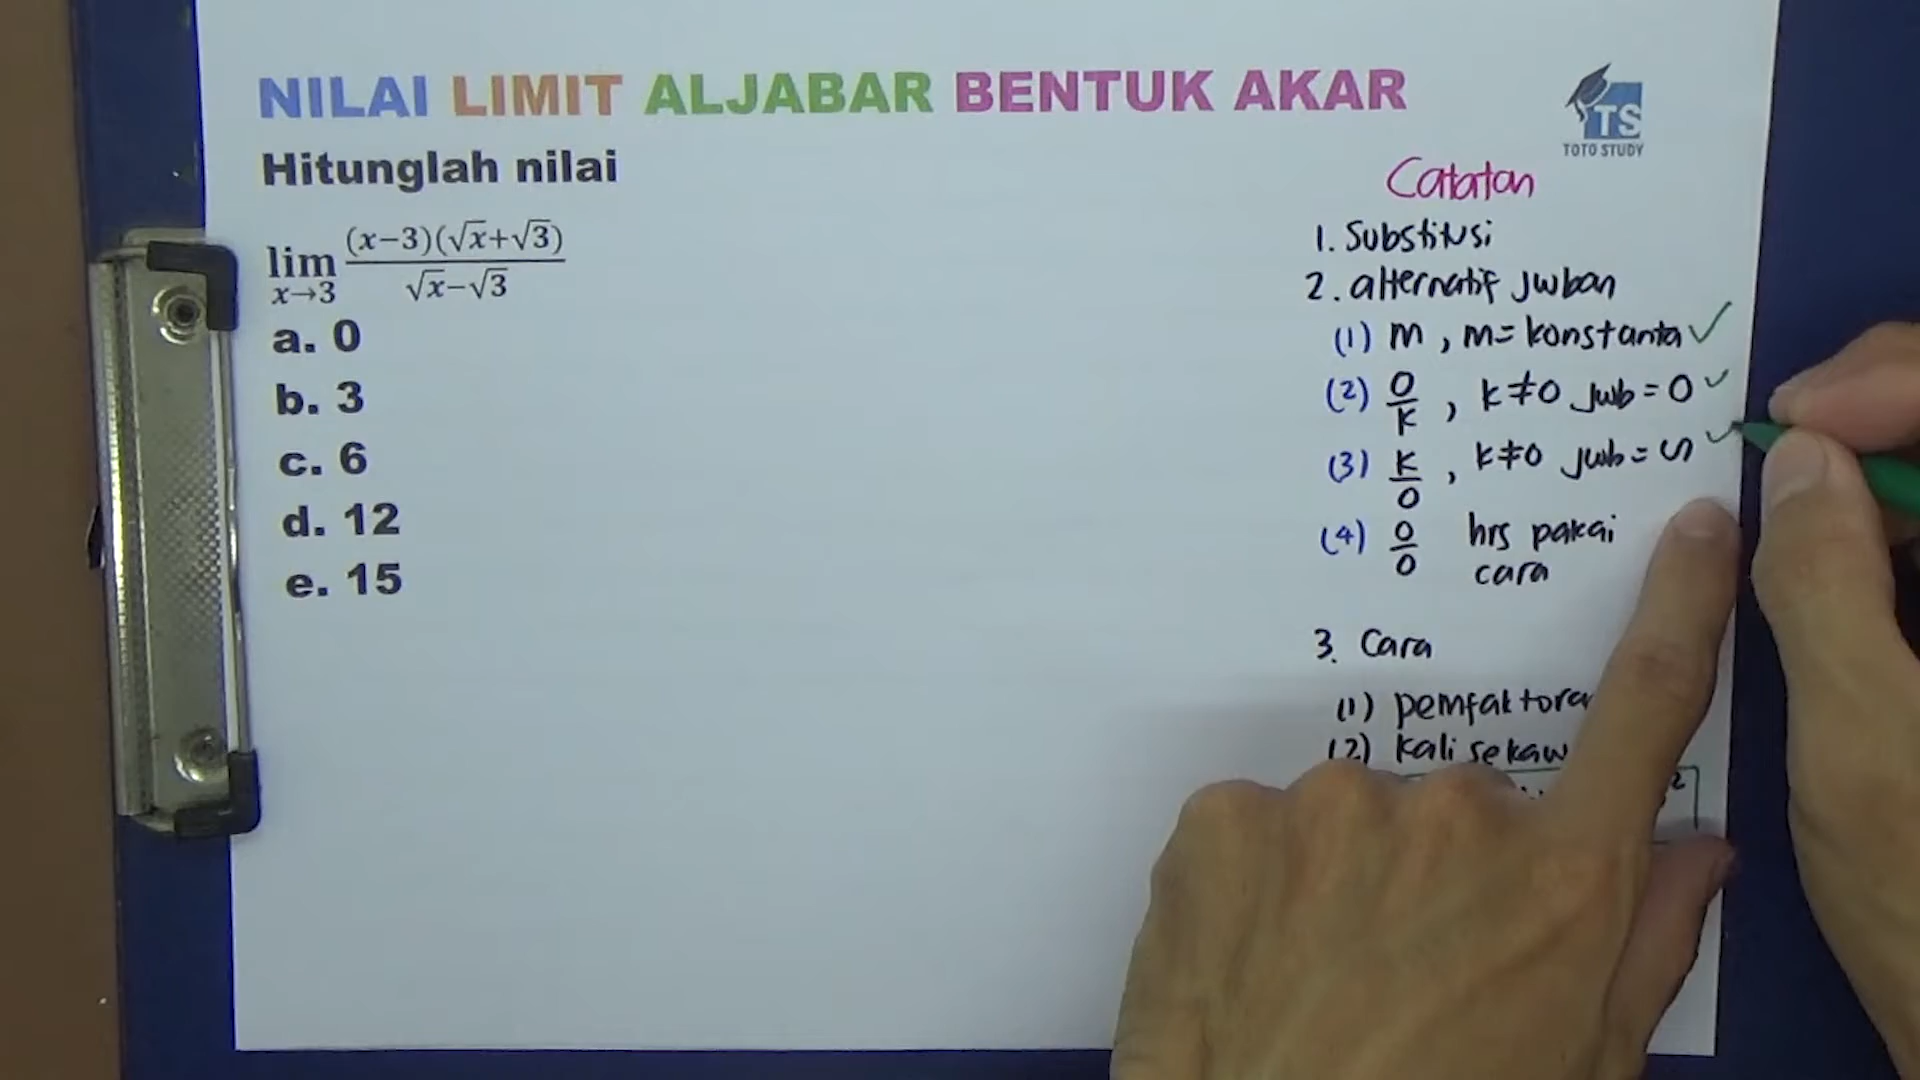 NILAI LIMIT ALJABAR BENTUK AKAR
TS
TOTO STUDY
Hitunglah nilai
lim x→3 (x−3)(√x+√3) / √x−√3
a. 0
b. 3
c. 6
d. 12
e. 15
Catatan
1. Substitusi
2. alternatif jwban
(1) m , m = konstanta ✓
(2) 0/k , k ≠ 0 jwb = 0 ✓
(3) k/0 , k ≠ 0 jwb = ∽ ✓
(4) 0/0 hrs pakai
cara
3. Cara
(1) pemfaktoran
(2) kali sekaw
2